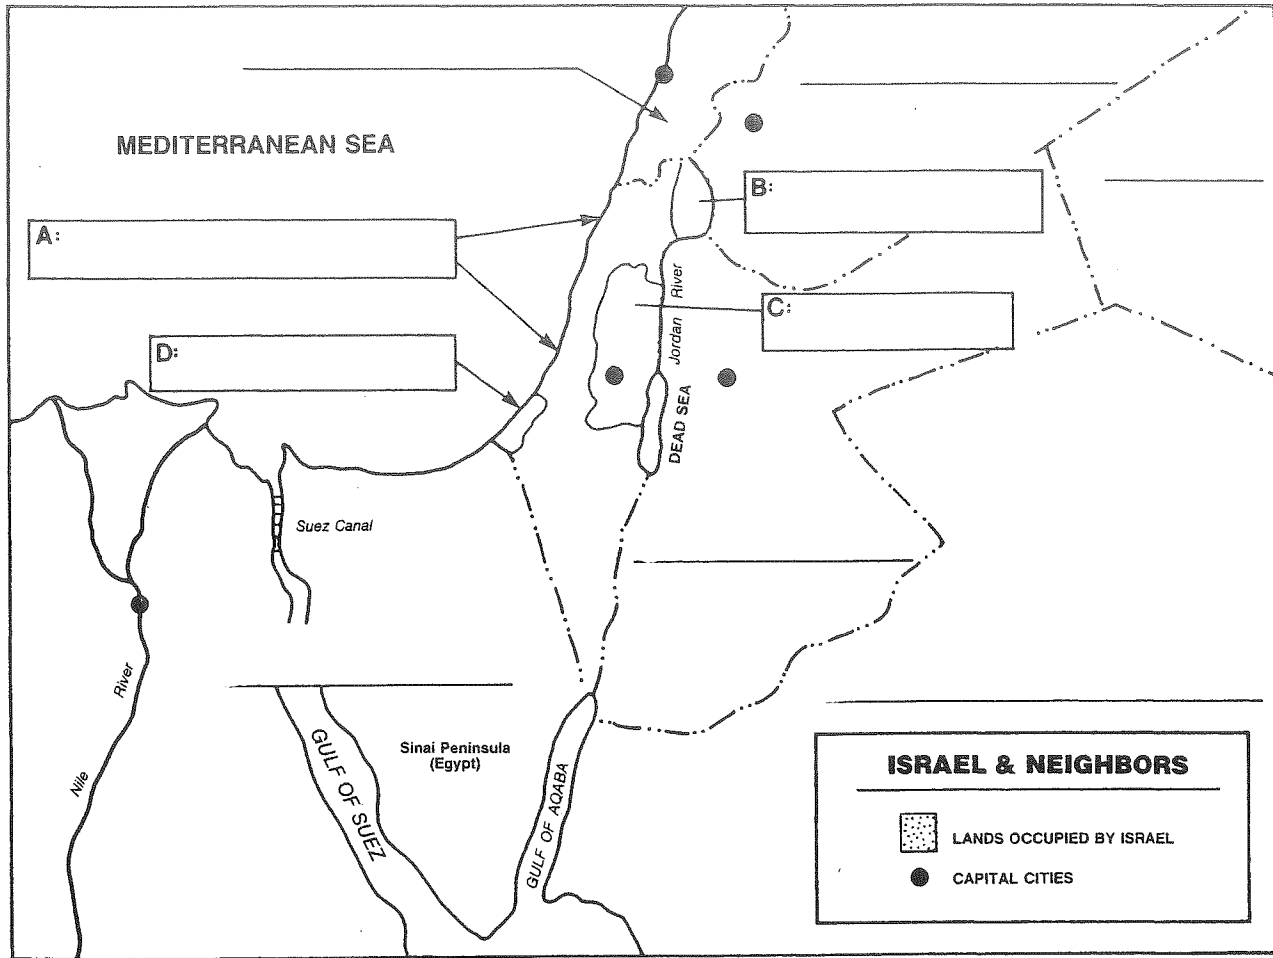 MEDITERRANEAN SEA
A:
B:
C:
D:
Jordan River
DEAD SEA
Suez Canal
Nile River
GULF OF SUEZ
Sinai Peninsula
(Egypt)
GULF OF AQABA
ISRAEL & NEIGHBORS
LANDS OCCUPIED BY ISRAEL
CAPITAL CITIES